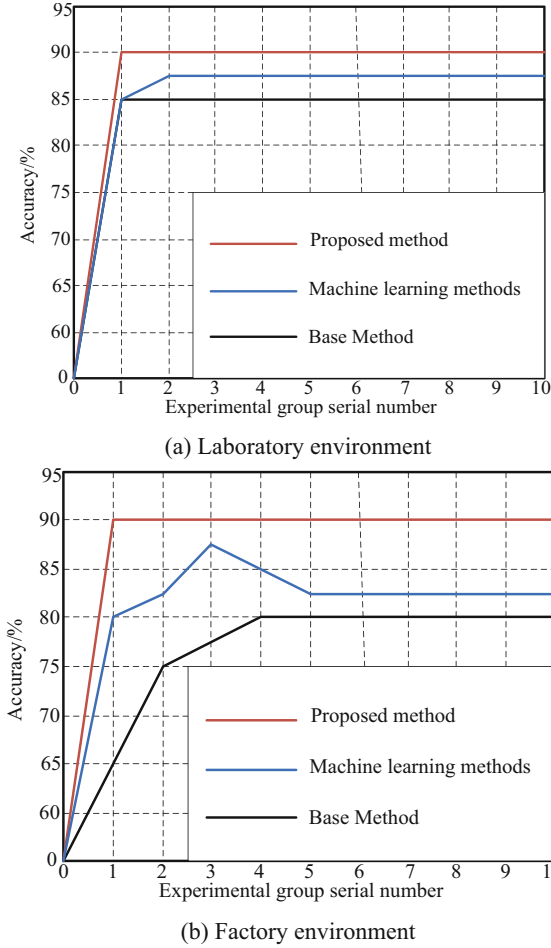 95
90
85
80
75
70
65
60
0
Accuracy/%
Proposed method
Machine learning methods
Base Method
0 1 2 3 4 5 6 7 8 9 10
Experimental group serial number
(a) Laboratory environment
95
90
85
80
75
70
65
60
0
Accuracy/%
Proposed method
Machine learning methods
Base Method
0 1 2 3 4 5 6 7 8 9 1
Experimental group serial number
(b) Factory environment